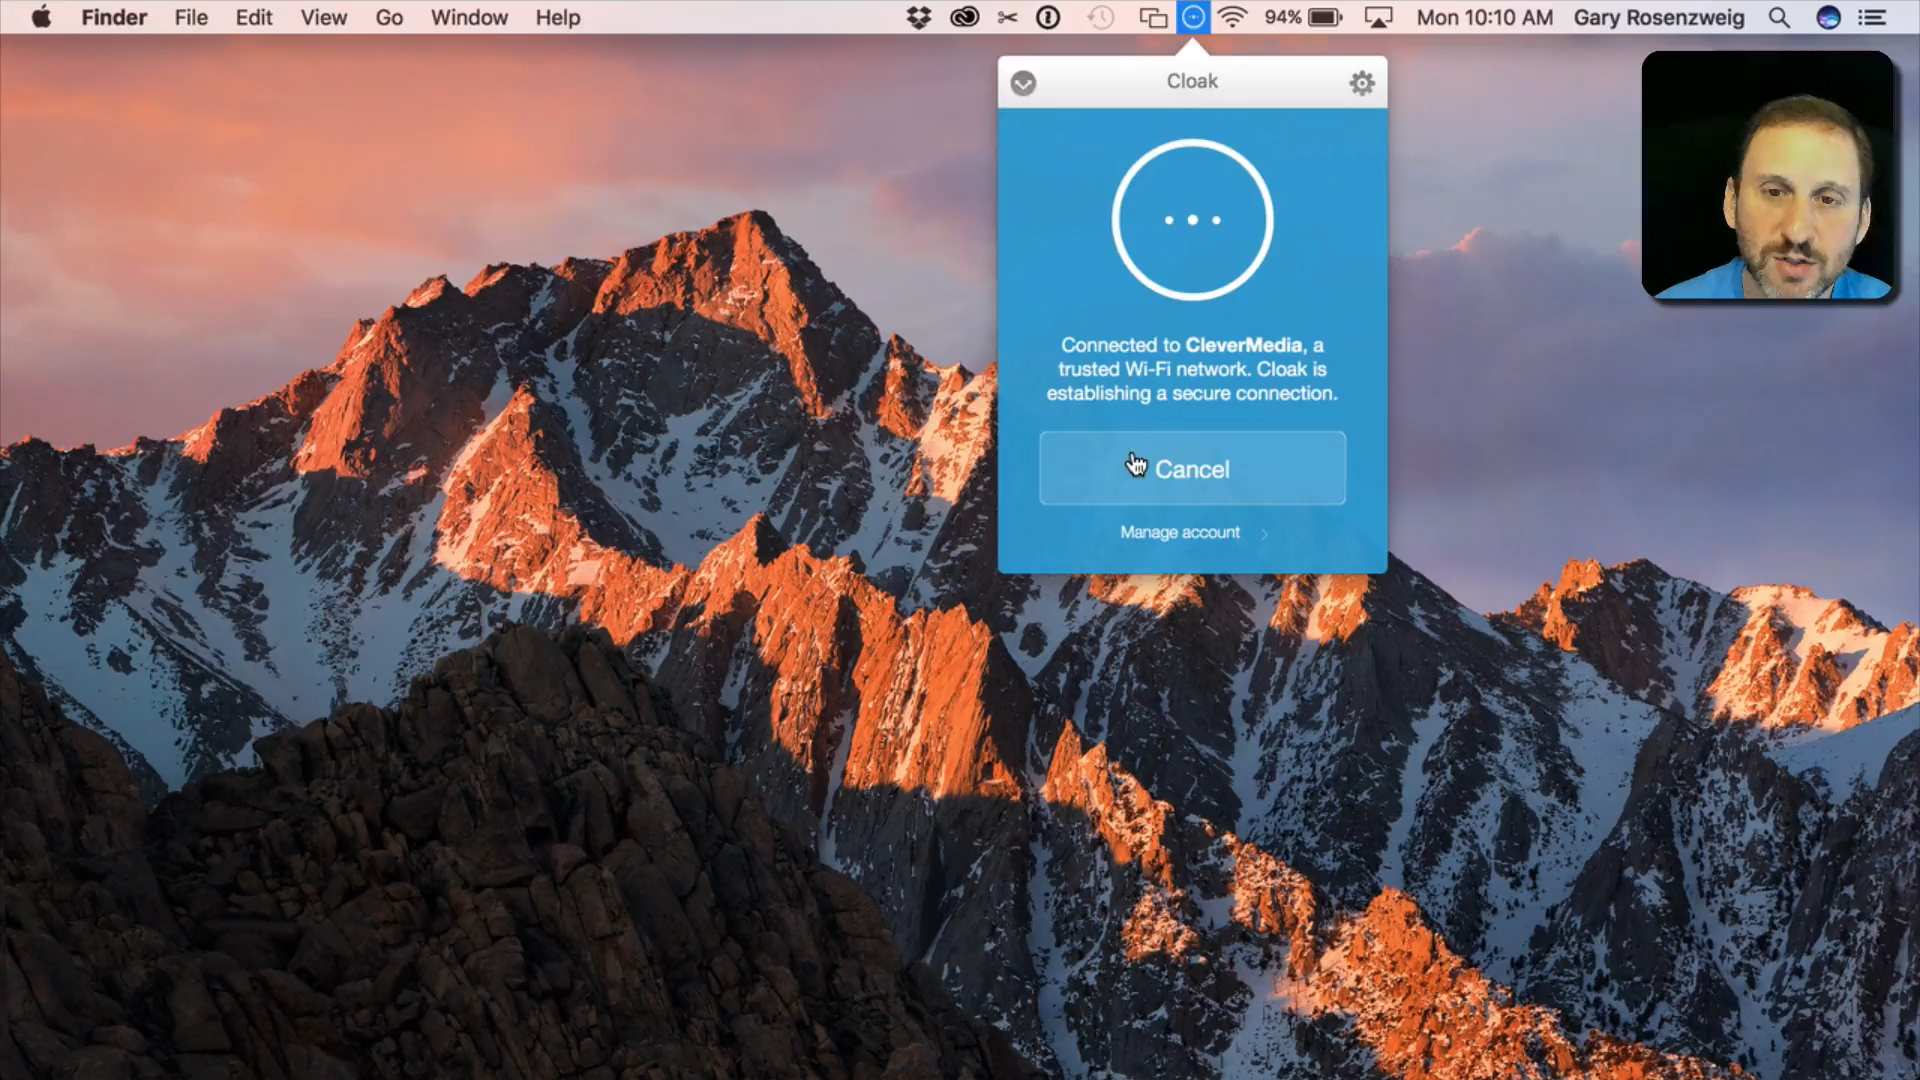 Finder File Edit View Go Window Help 94% Mon 10:10 AM Gary Rosenzweig
Cloak
Connected to CleverMedia, a
trusted Wi-Fi network. Cloak is
establishing a secure connection.
Cancel
Manage account